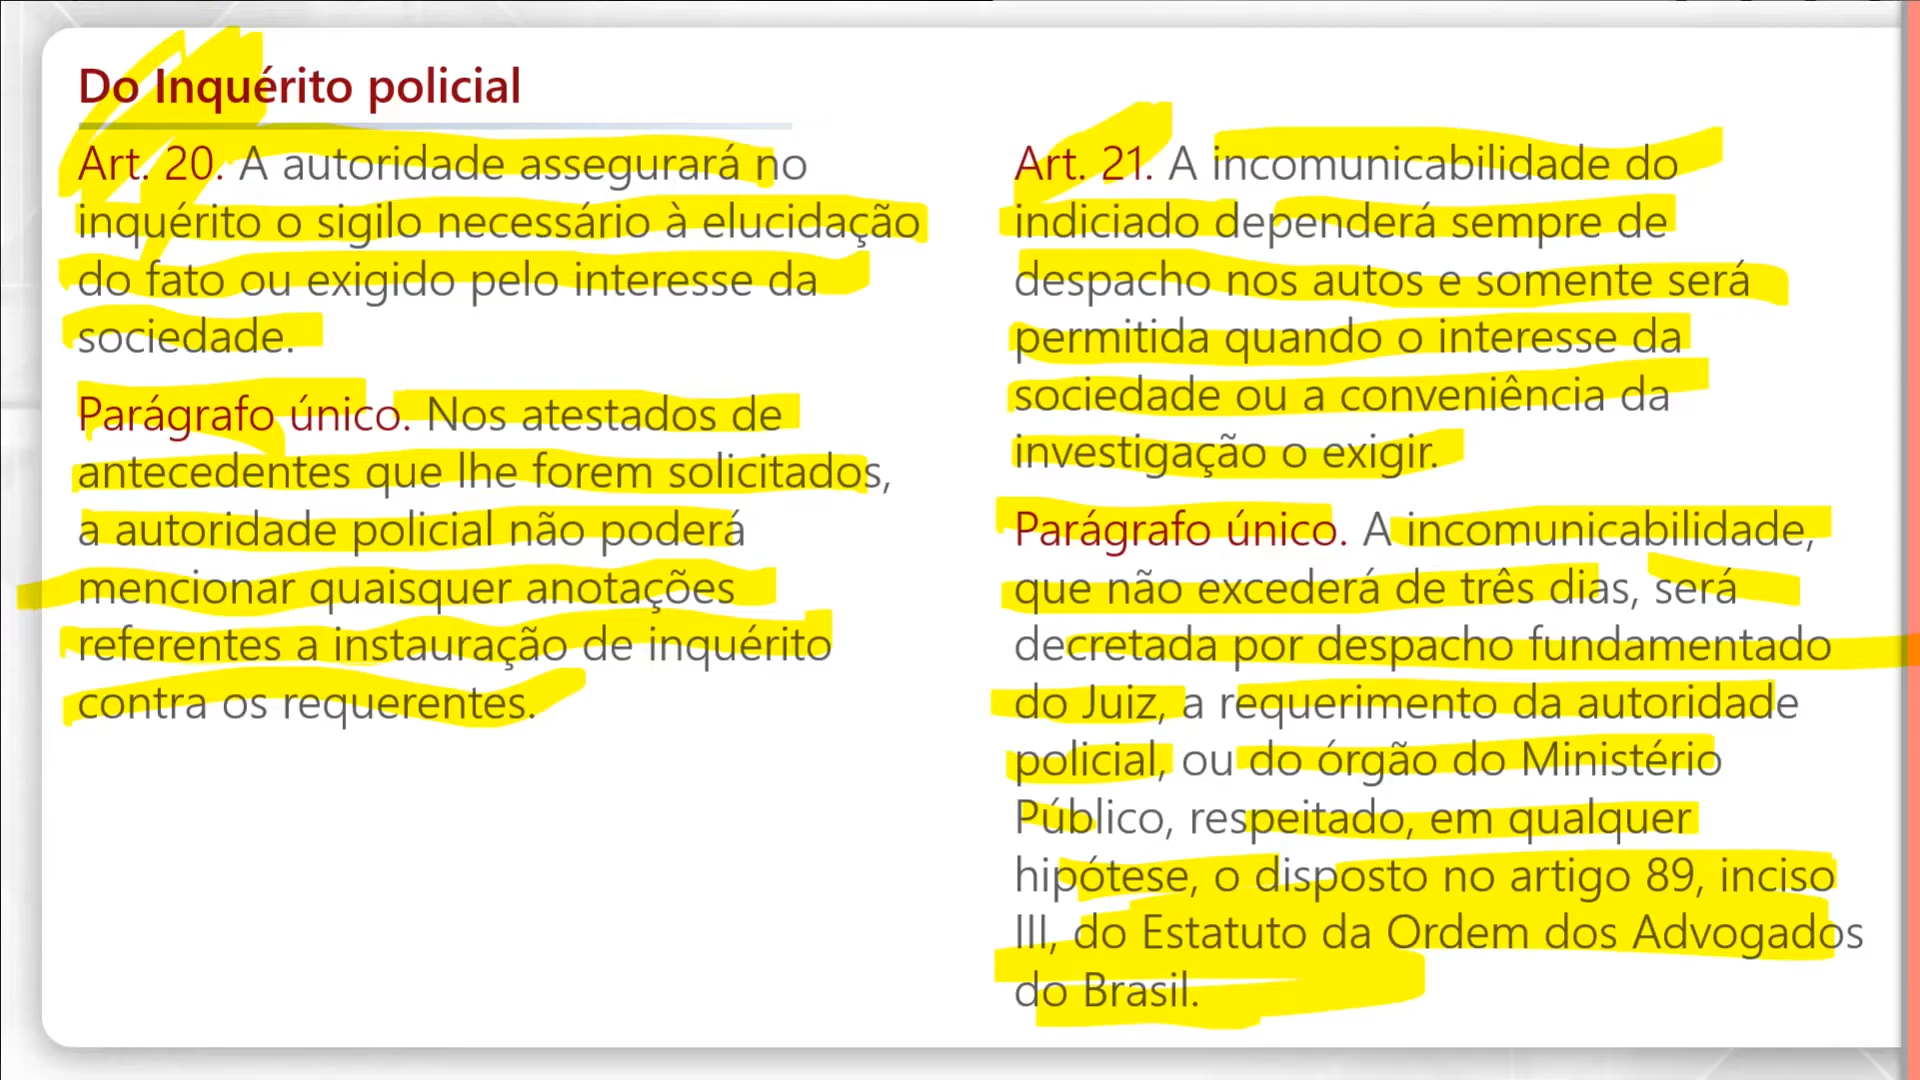 Do Inquérito policial
Art. 20. A autoridade assegurará no
inquérito o sigilo necessário à elucidação
do fato ou exigido pelo interesse da
sociedade.
Parágrafo único. Nos atestados de
antecedentes que lhe forem solicitados,
a autoridade policial não poderá
mencionar quaisquer anotações
referentes a instauração de inquérito
contra os requerentes.
Art. 21. A incomunicabilidade do
indiciado dependerá sempre de
despacho nos autos e somente será
permitida quando o interesse da
sociedade ou a conveniência da
investigação o exigir.
Parágrafo único. A incomunicabilidade,
que não excederá de três dias, será
decretada por despacho fundamentado
do Juiz, a requerimento da autoridade
policial, ou do órgão do Ministério
Público, respeitado, em qualquer
hipótese, o disposto no artigo 89, inciso
III, do Estatuto da Ordem dos Advogados
do Brasil.